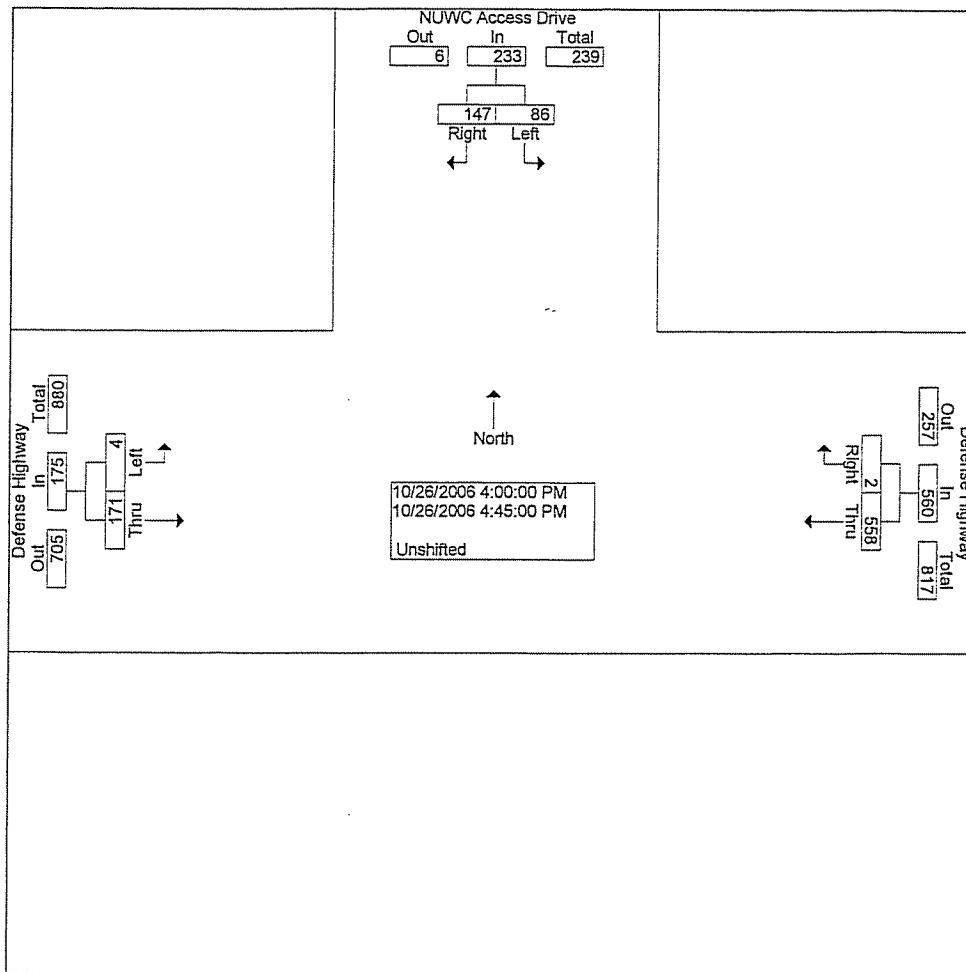 NUWC Access Drive
Out In Total
6 233 239
147 86
Right Left
Defense Highway
Total In Out
880 175 705
4 171
Left Thru
North
10/26/2006 4:00:00 PM
10/26/2006 4:45:00 PM
Unshifted
Right Thru
2 558
Out In Total
257 560 817
Defense Highway